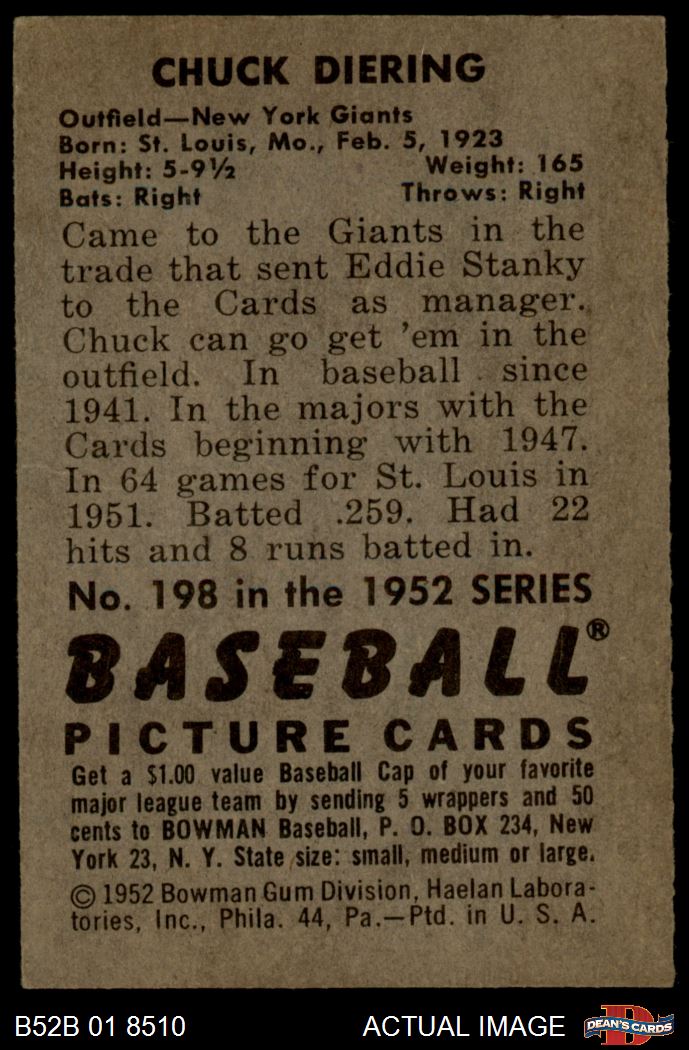 CHUCK DIERING
Outfield—New York Giants
Born: St. Louis, Mo., Feb. 5, 1923
Height: 5-9½ Weight: 165
Bats: Right Throws: Right
Came to the Giants in the
trade that sent Eddie Stanky
to the Cards as manager.
Chuck can go get 'em in the
outfield. In baseball since
1941. In the majors with the
Cards beginning with 1947.
In 64 games for St. Louis in
1951. Batted .259. Had 22
hits and 8 runs batted in.
No. 198 in the 1952 SERIES
BASEBALL®
PICTURE CARDS
Get a $1.00 value Baseball Cap of your favorite
major league team by sending 5 wrappers and 50
cents to BOWMAN Baseball, P. O. BOX 234, New
York 23, N. Y. State size: small, medium or large.
© 1952 Bowman Gum Division, Haelan Labora-
tories, Inc., Phila. 44, Pa.—Ptd. in U. S. A.
B52B 01 8510 ACTUAL IMAGE D DEAN'S CARDS